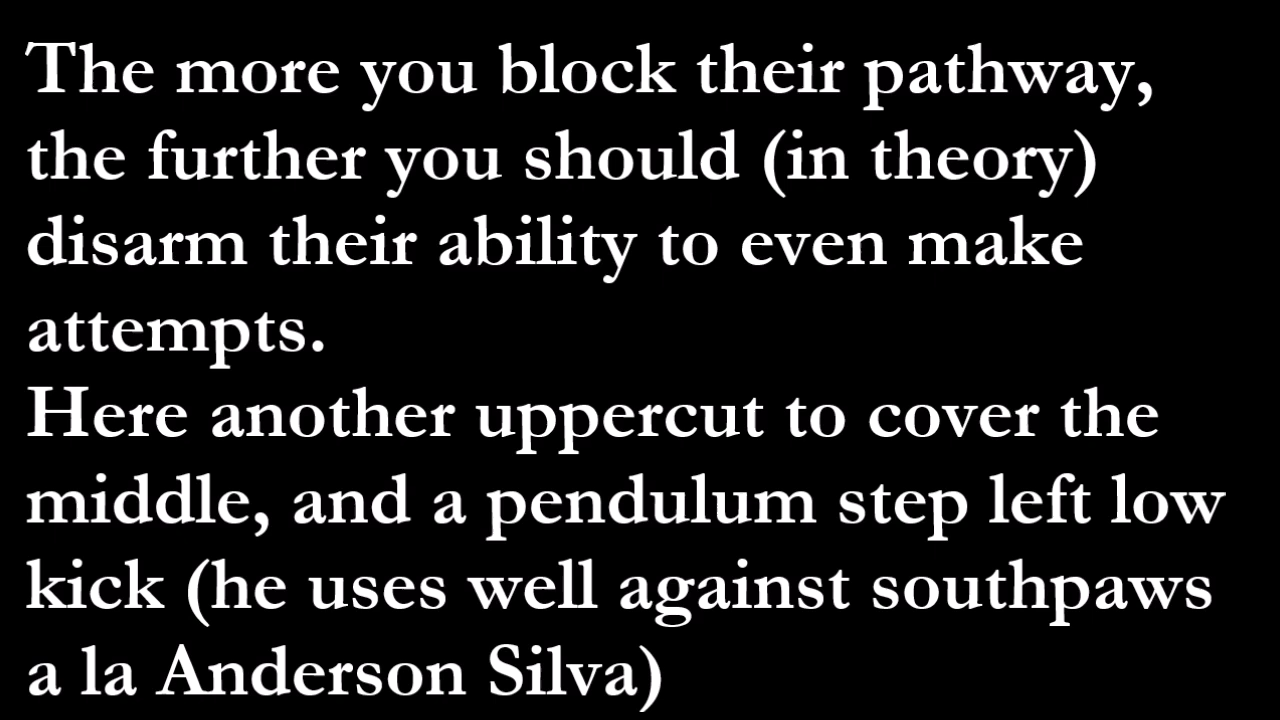 The more you block their pathway,
the further you should (in theory)
disarm their ability to even make
attempts.
Here another uppercut to cover the
middle, and a pendulum step left low
kick (he uses well against southpaws
a la Anderson Silva)